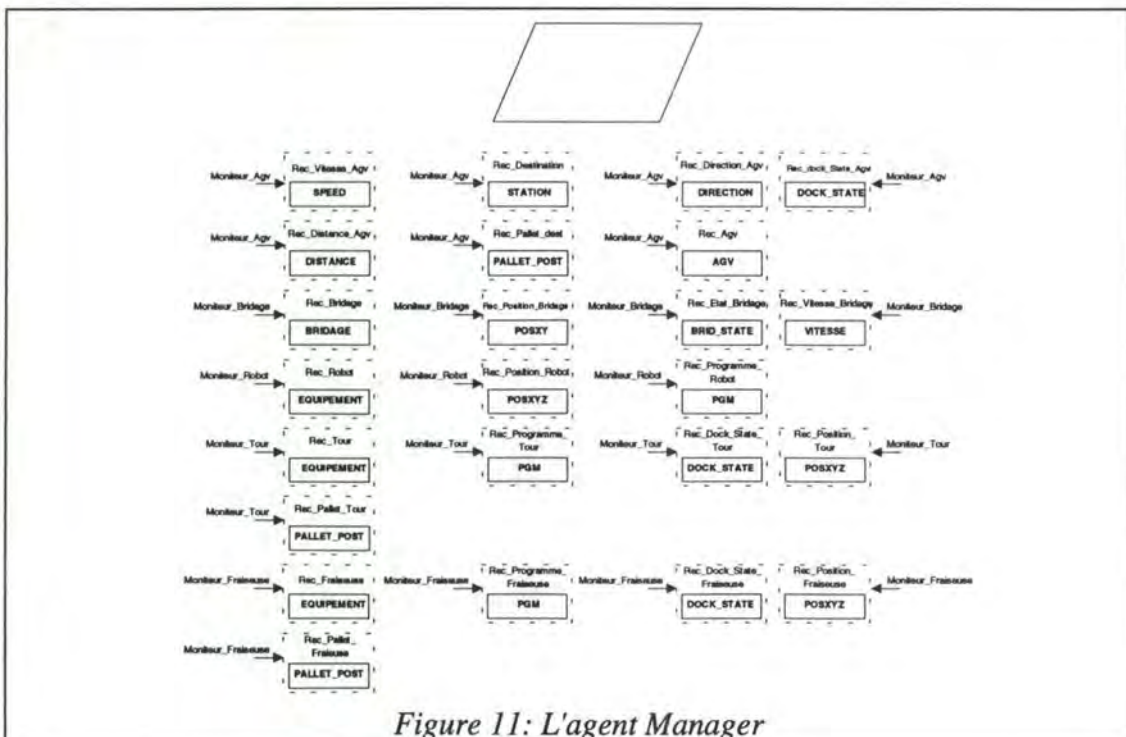 Rec_Vitesse_Agv Rec_Destination Rec_Direction_Agv Rec_dock_State_Agv
Moniteur_Agv Moniteur_Agv Moniteur_Agv Moniteur_Agv
SPEED STATION DIRECTION DOCK_STATE
Rec_Distance_Agv Rec_Pallet_dest Rec_Agv
Moniteur_Agv Moniteur_Agv Moniteur_Agv
DISTANCE PALLET_POST AGV
Rec_Bridage Rec_Position_Bridage Rec_Etat_Bridage Rec_Vitesse_Bridage
Moniteur_Bridage Moniteur_Bridage Moniteur_Bridage Moniteur_Bridage
BRIDAGE POSXY BRID_STATE VITESSE
Rec_Robot Rec_Position_Robot Rec_Programme_
Robot
Moniteur_Robot Moniteur_Robot Moniteur_Robot
EQUIPEMENT POSXYZ PGM
Rec_Tour Rec_Programme_ Rec_Dock_State_ Rec_Position_
Tour Tour Tour
Moniteur_Tour Moniteur_Tour Moniteur_Tour Moniteur_Tour
EQUIPEMENT PGM DOCK_STATE POSXYZ
Rec_Pallet_Tour
Moniteur_Tour
PALLET_POST
Rec_Fraiseuse Rec_Programme_ Rec_Dock_State_ Rec_Position_
Fraiseuse Fraiseuse Fraiseuse
Moniteur_Fraiseuse Moniteur_Fraiseuse Moniteur_Fraiseuse Moniteur_Fraiseuse
EQUIPEMENT PGM DOCK_STATE POSXYZ
Rec_Pallet_
Fraiseuse
Moniteur_Fraiseuse
PALLET_POST
Figure 11: L'agent Manager